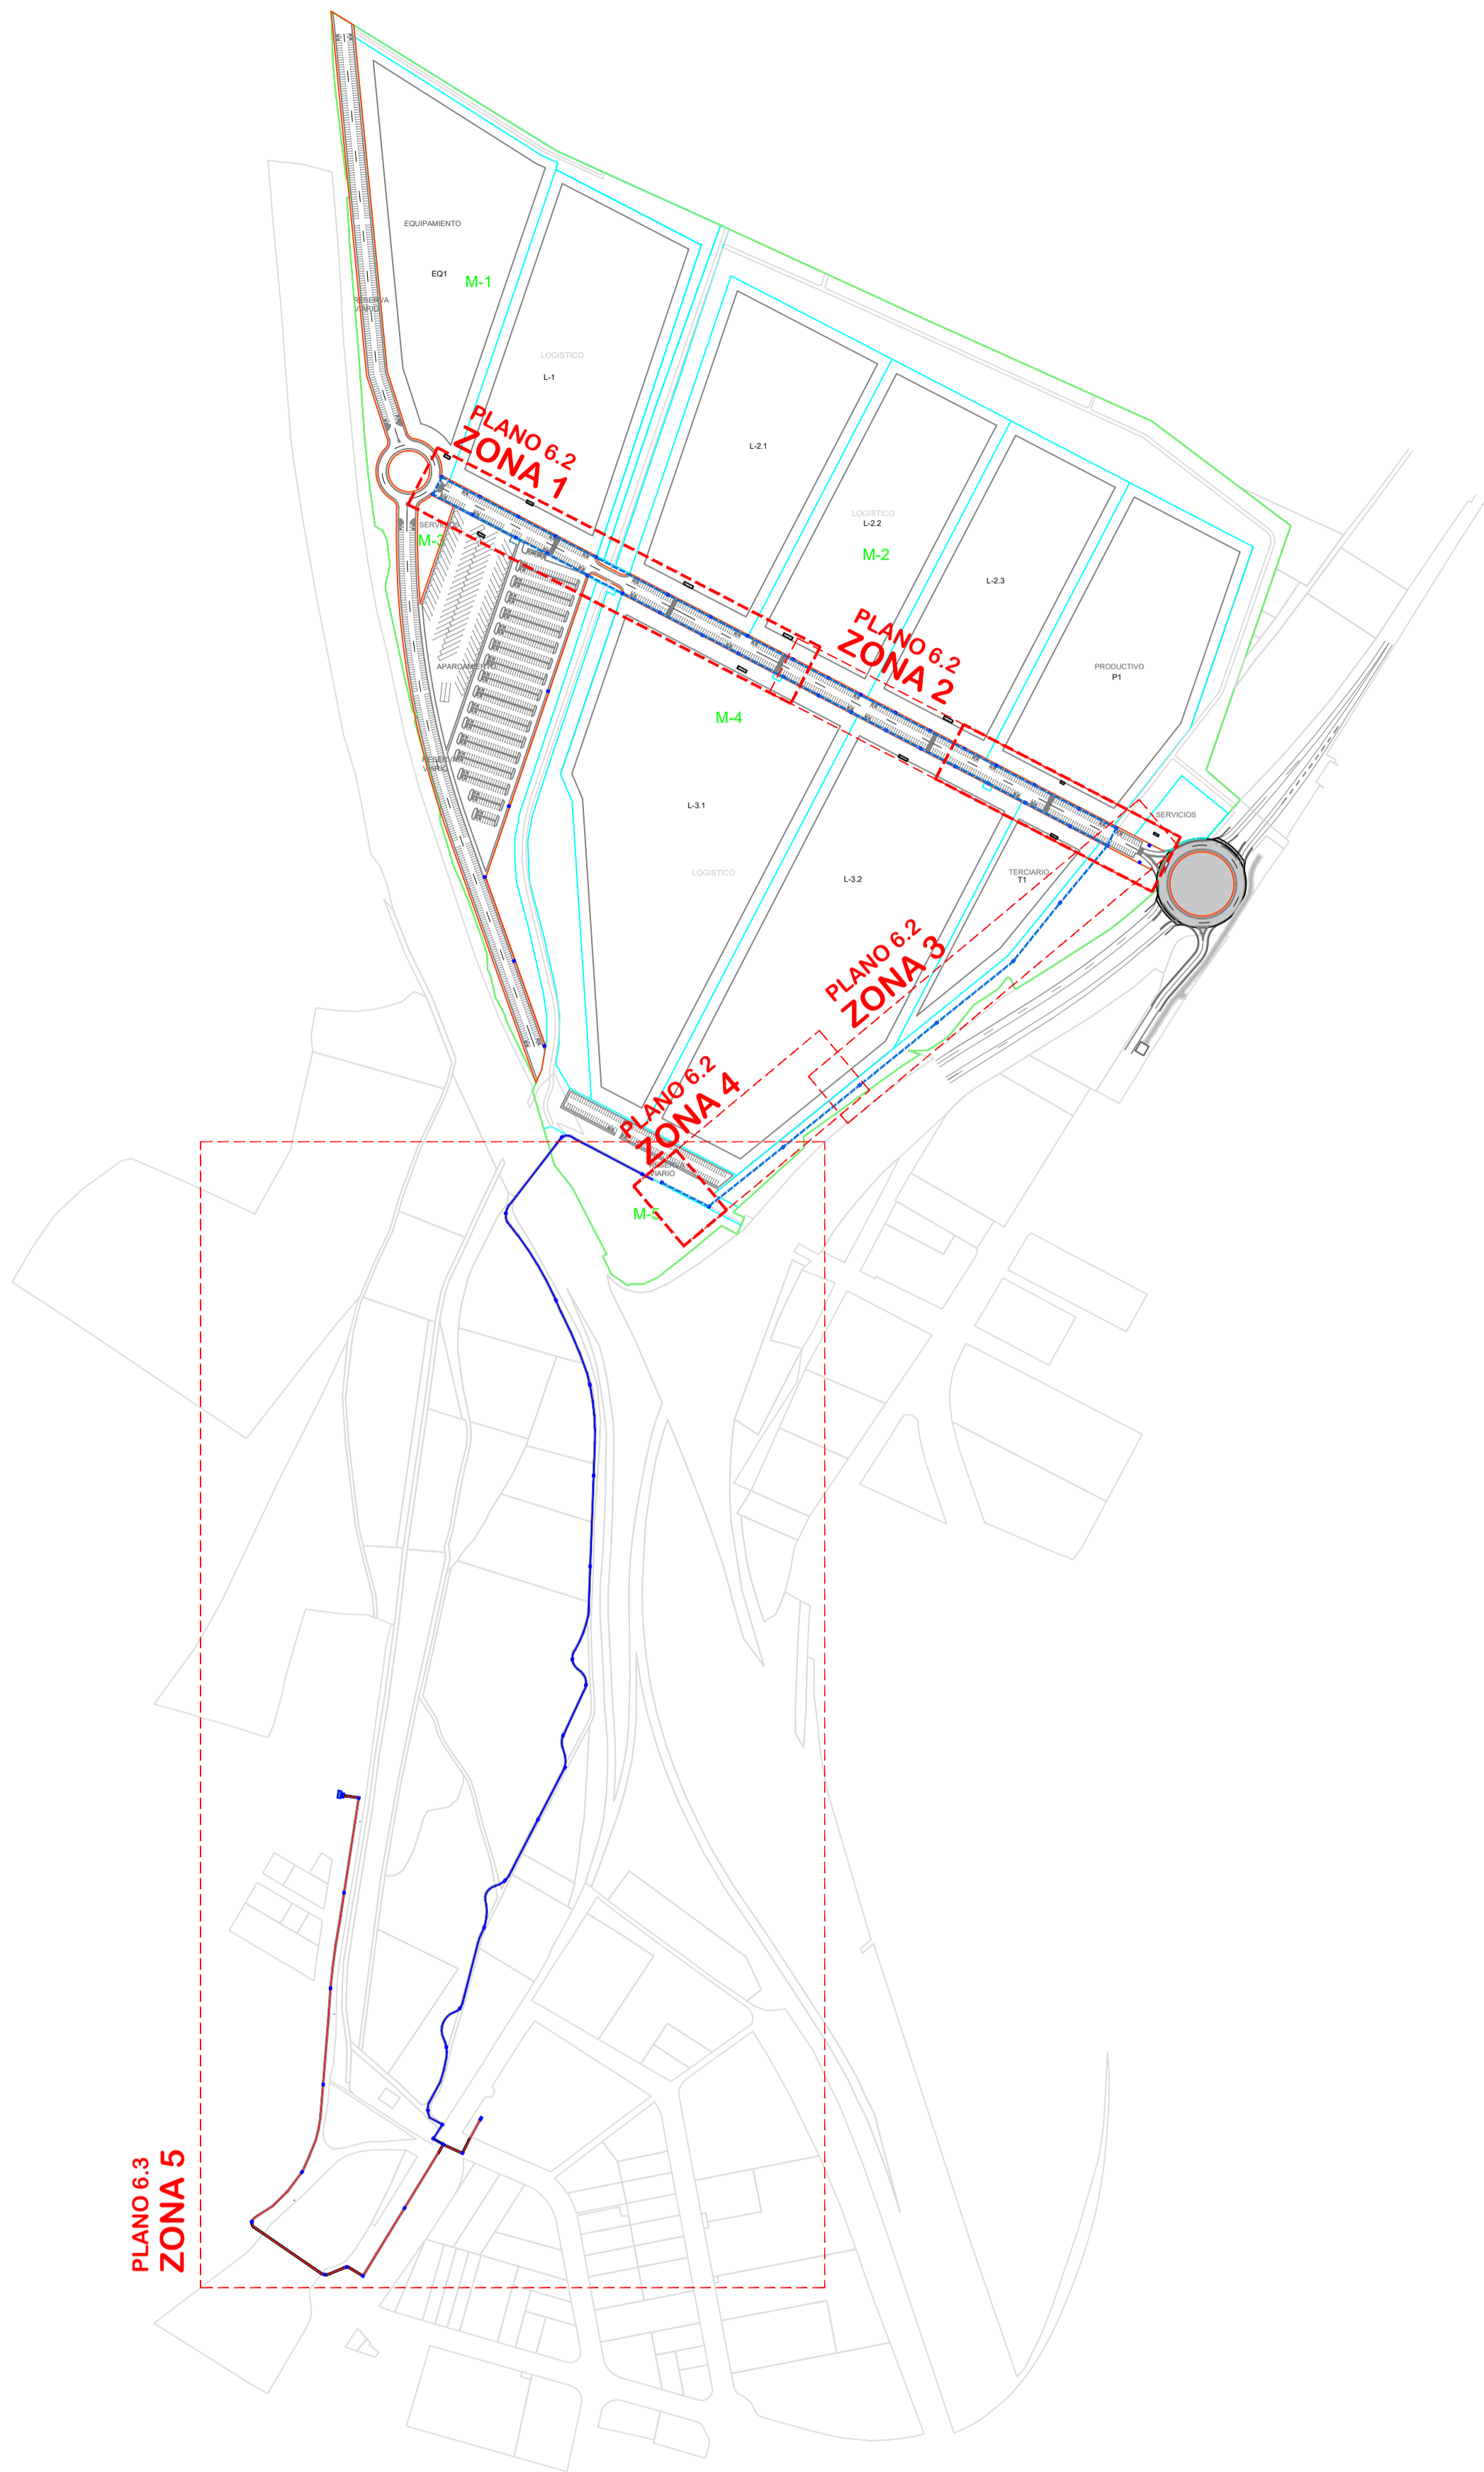 EQUIPAMIENTO
EQ1
M-1
RESERVA
VIARIO
LOGISTICO
L-1
PLANO 6.2
ZONA 1
L-2.1
LOGISTICO
L-2.2
M-2
SERVICIOS
M-3
L-2.3
PLANO 6.2
ZONA 2
APARCAMIENTO
PRODUCTIVO
P1
M-4
RESERVA
VIARIO
L-3.1
SERVICIOS
LOGISTICO
L-3.2
TERCIARIO
T1
PLANO 6.2
ZONA 3
PLANO 6.2
ZONA 4
RESERVA
VIARIO
M-5
PLANO 6.3
ZONA 5